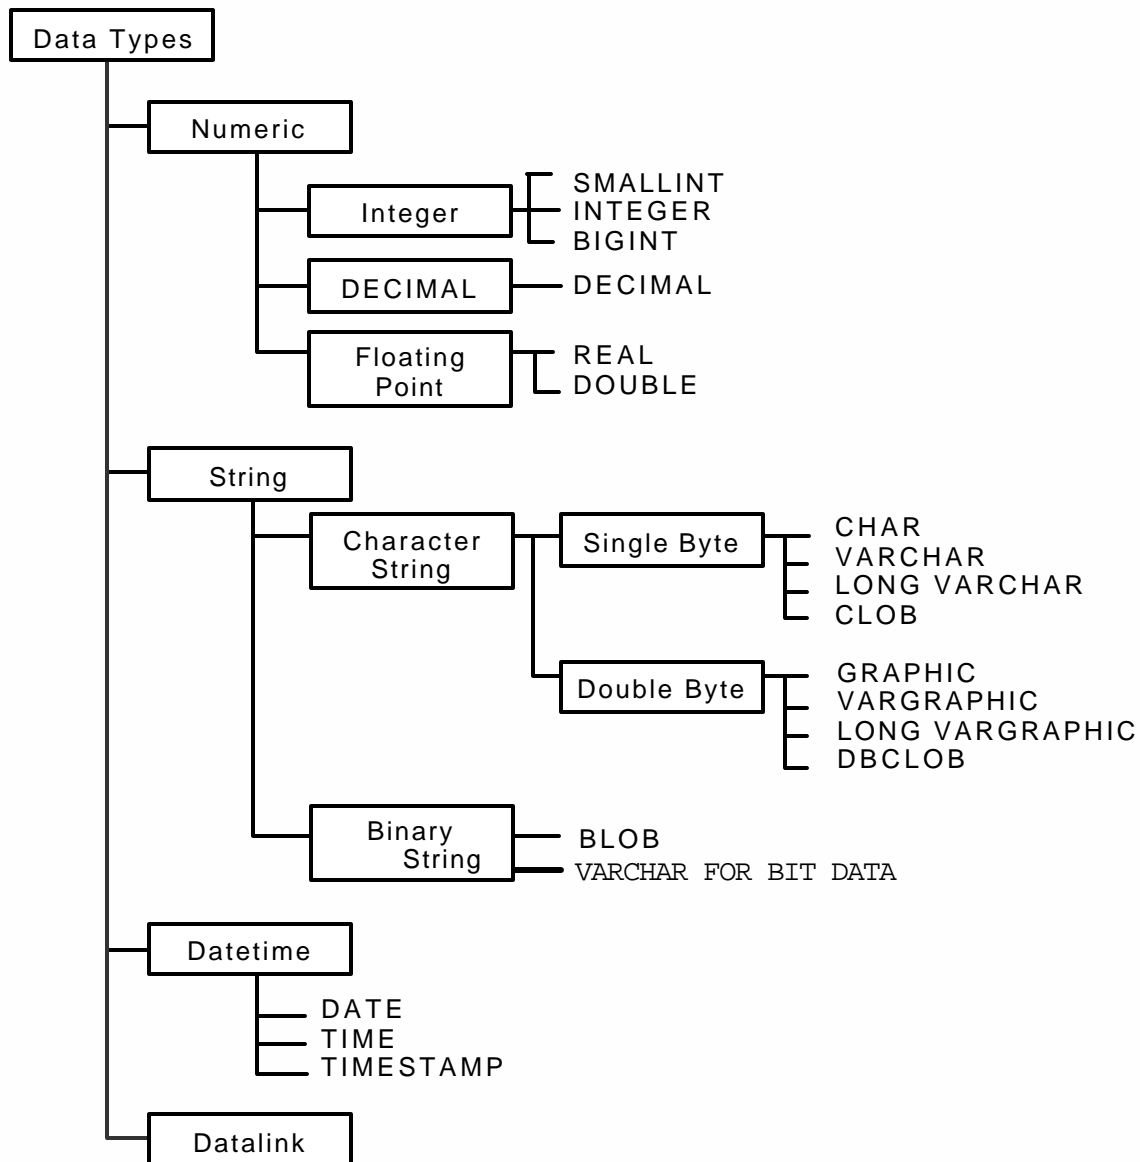 Data Types
Numeric
Integer
SMALLINT
INTEGER
BIGINT
DECIMAL
DECIMAL
Floating
Point
REAL
DOUBLE
String
Character
String
Single Byte
CHAR
VARCHAR
LONG VARCHAR
CLOB
Double Byte
GRAPHIC
VARGRAPHIC
LONG VARGRAPHIC
DBCLOB
Binary
String
BLOB
VARCHAR FOR BIT DATA
Datetime
DATE
TIME
TIMESTAMP
Datalink